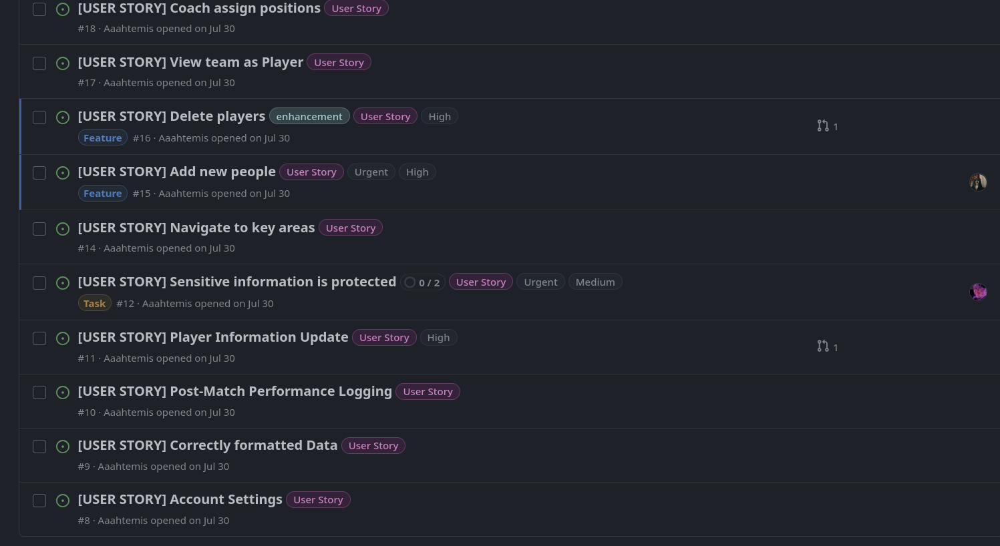 [USER STORY] Coach assign positions User Story
#18 · Aaahtemis opened on Jul 30
[USER STORY] View team as Player User Story
#17 · Aaahtemis opened on Jul 30
[USER STORY] Delete players enhancement User Story High
1
Feature #16 · Aaahtemis opened on Jul 30
[USER STORY] Add new people User Story Urgent High
Feature #15 · Aaahtemis opened on Jul 30
[USER STORY] Navigate to key areas User Story
#14 · Aaahtemis opened on Jul 30
[USER STORY] Sensitive information is protected 0 / 2 User Story Urgent Medium
Task #12 · Aaahtemis opened on Jul 30
[USER STORY] Player Information Update User Story High
1
#11 · Aaahtemis opened on Jul 30
[USER STORY] Post-Match Performance Logging User Story
#10 · Aaahtemis opened on Jul 30
[USER STORY] Correctly formatted Data User Story
#9 · Aaahtemis opened on Jul 30
[USER STORY] Account Settings User Story
#8 · Aaahtemis opened on Jul 30